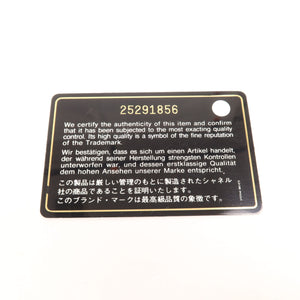 25291856
We certify the authenticity of this item and confirm
that it has been subjected to the most exacting quality
control. Its high quality is a symbol of the fine reputation
of the Trademark.
Wir bestätigen, dass es sich um einen Artikel handelt,
der während seiner Herstellung strengsten Kontrollen
unterworfen war, und dessen erstklassige Qualität
dem hohen Ansehen unserer Marke entspricht.
この製品は厳しい管理のもとに製造されたシャネル
社の商品であることを証明いたします。
このブランド・マークは最高級品質の象徴です。